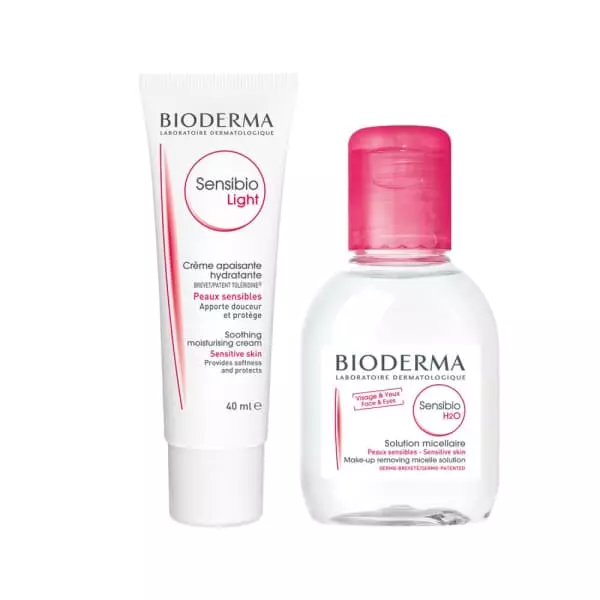 BIODERMA
LABORATOIRE DERMATOLOGIQUE
Sensibio
Light
Crème apaisante
hydratante
BREVET/PATENT TOLÉRIDINE®
Peaux sensibles
Apporte douceur
et protège
Soothing
moisturising cream
Sensitive skin
Provides softness
and protects
40 ml e
BIODERMA
LABORATOIRE DERMATOLOGIQUE
Visage & Yeux
Face & Eyes
Sensibio
H2O
Solution micellaire
Peaux sensibles - Sensitive skin
Make-up removing micelle solution
DERMO-BREVETÉ/DERMO-PATENTED